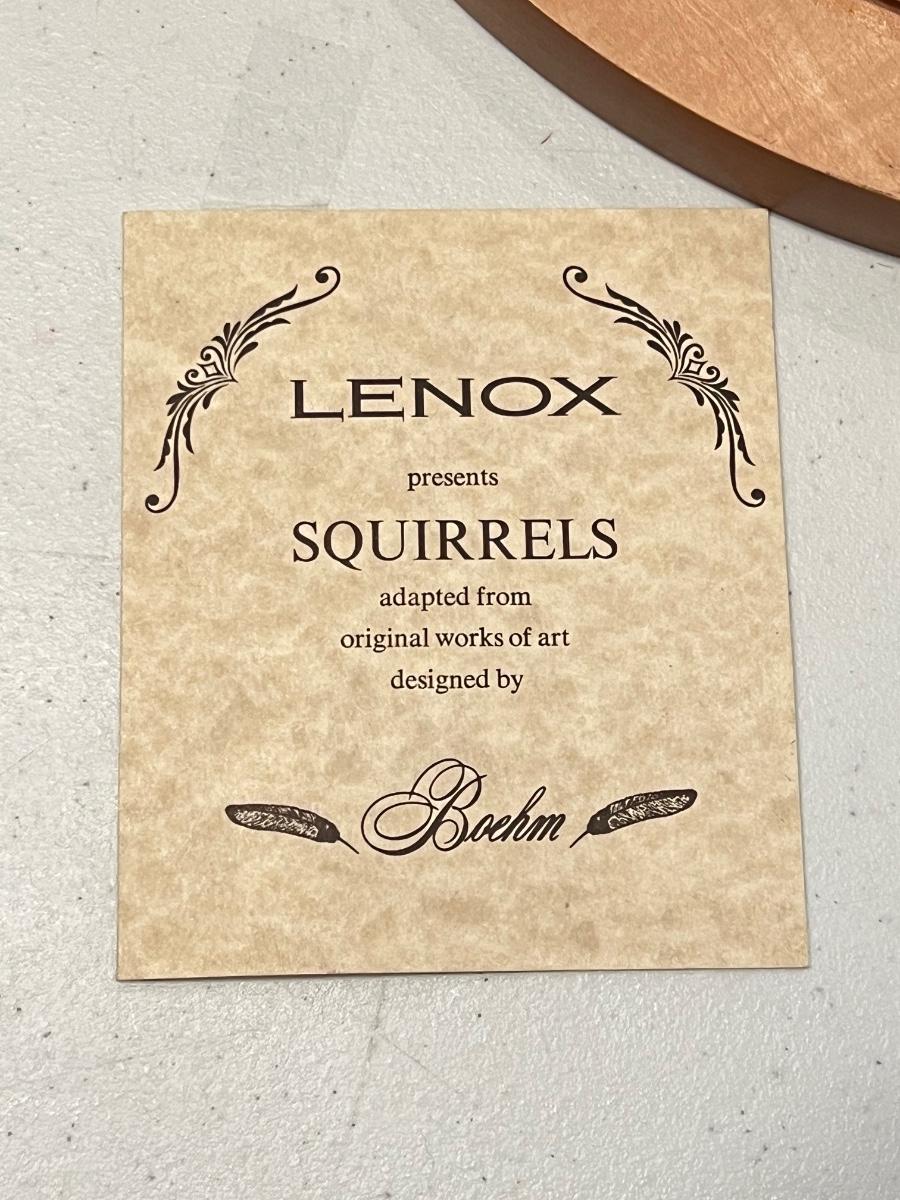 LENOX
presents
SQUIRRELS
adapted from
original works of art
designed by
Boehm